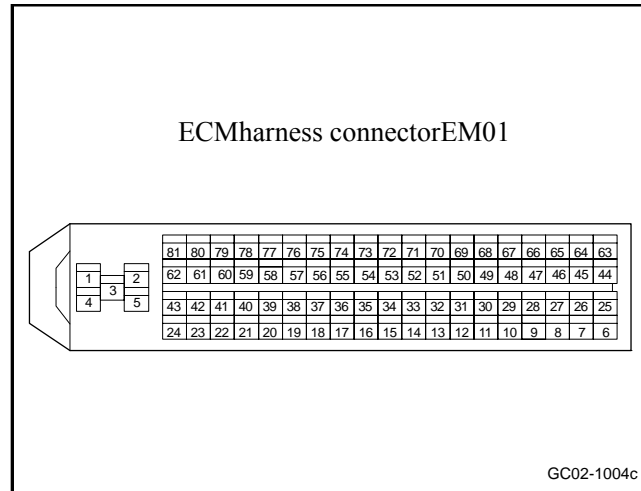 ECMharness connectorEM01
81 80 79 78 77 76 75 74 73 72 71 70 69 68 67 66 65 64 63
1 2 62 61 60 59 58 57 56 55 54 53 52 51 50 49 48 47 46 45 44
3
4 5 43 42 41 40 39 38 37 36 35 34 33 32 31 30 29 28 27 26 25
24 23 22 21 20 19 18 17 16 15 14 13 12 11 10 9 8 7 6
GC02-1004c